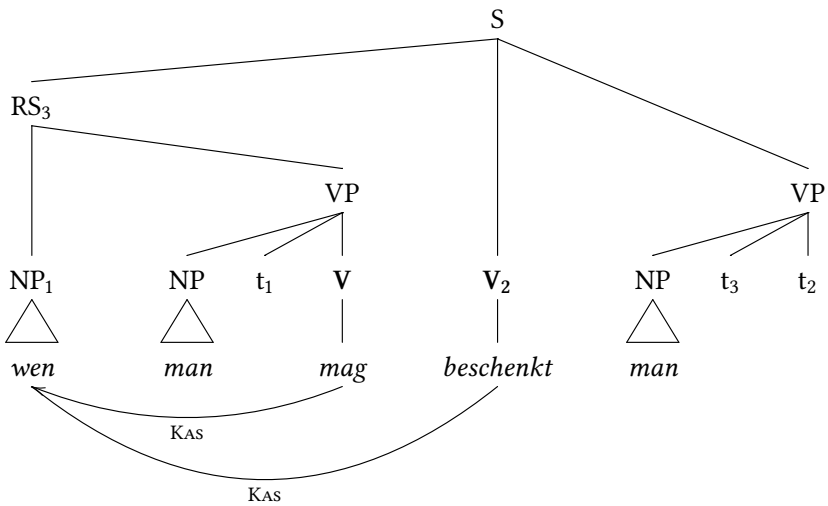 S
RS₃
VP VP
NP₁ NP t₁ V V₂ NP t₃ t₂
wen man mag beschenkt man
KAS
KAS